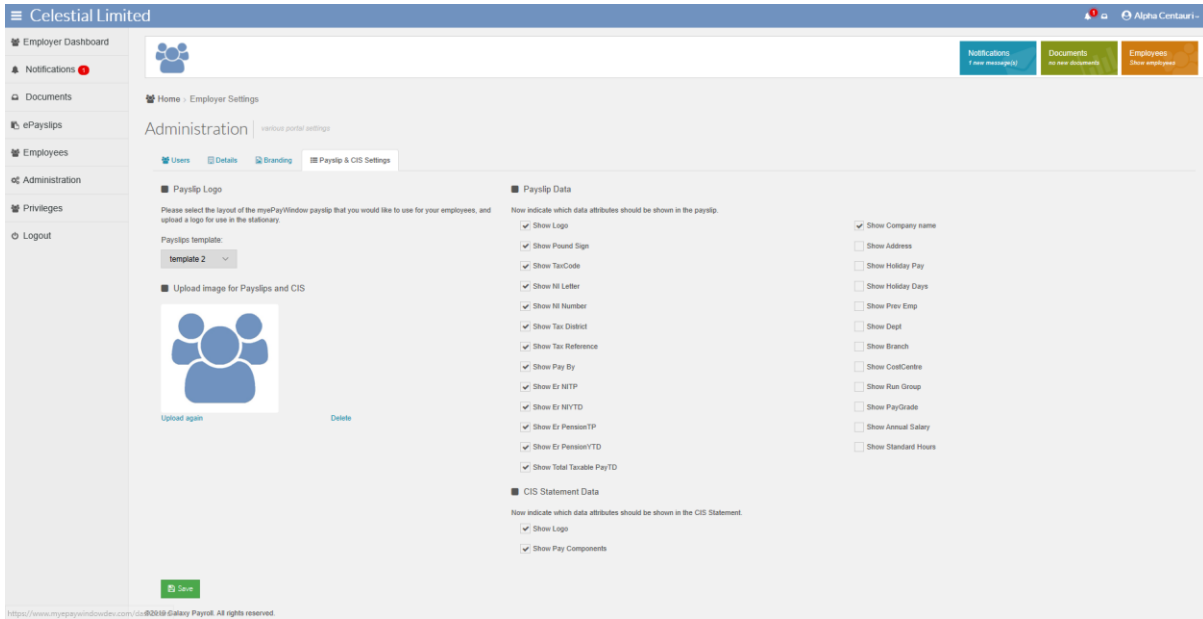 Celestial Limited
1
Alpha Centauri
Employer Dashboard
Notifications 1
Documents
ePayslips
Employees
Administration
Privileges
Logout
Notifications
1 new message(s)
Documents
no new documents
Employees
Show employees
Home > Employer Settings
Administration various portal settings
Users Details Branding Payslip & CIS Settings
Payslip Logo
Please select the layout of the myePayWindow payslip that you would like to use for your employees, and
upload a logo for use in the stationary.
Payslips template:
template 2
Upload image for Payslips and CIS
Upload again Delete
Payslip Data
Now indicate which data attributes should be shown in the payslip.
Show Logo
Show Pound Sign
Show TaxCode
Show NI Letter
Show NI Number
Show Tax District
Show Tax Reference
Show Pay By
Show Er NITP
Show Er NIYTD
Show Er PensionTP
Show Er PensionYTD
Show Total Taxable PayTD
Show Company name
Show Address
Show Holiday Pay
Show Holiday Days
Show Prev Emp
Show Dept
Show Branch
Show CostCentre
Show Run Group
Show PayGrade
Show Annual Salary
Show Standard Hours
CIS Statement Data
Now indicate which data attributes should be shown in the CIS Statement.
Show Logo
Show Pay Components
Save
Galaxy Payroll. All rights reserved.